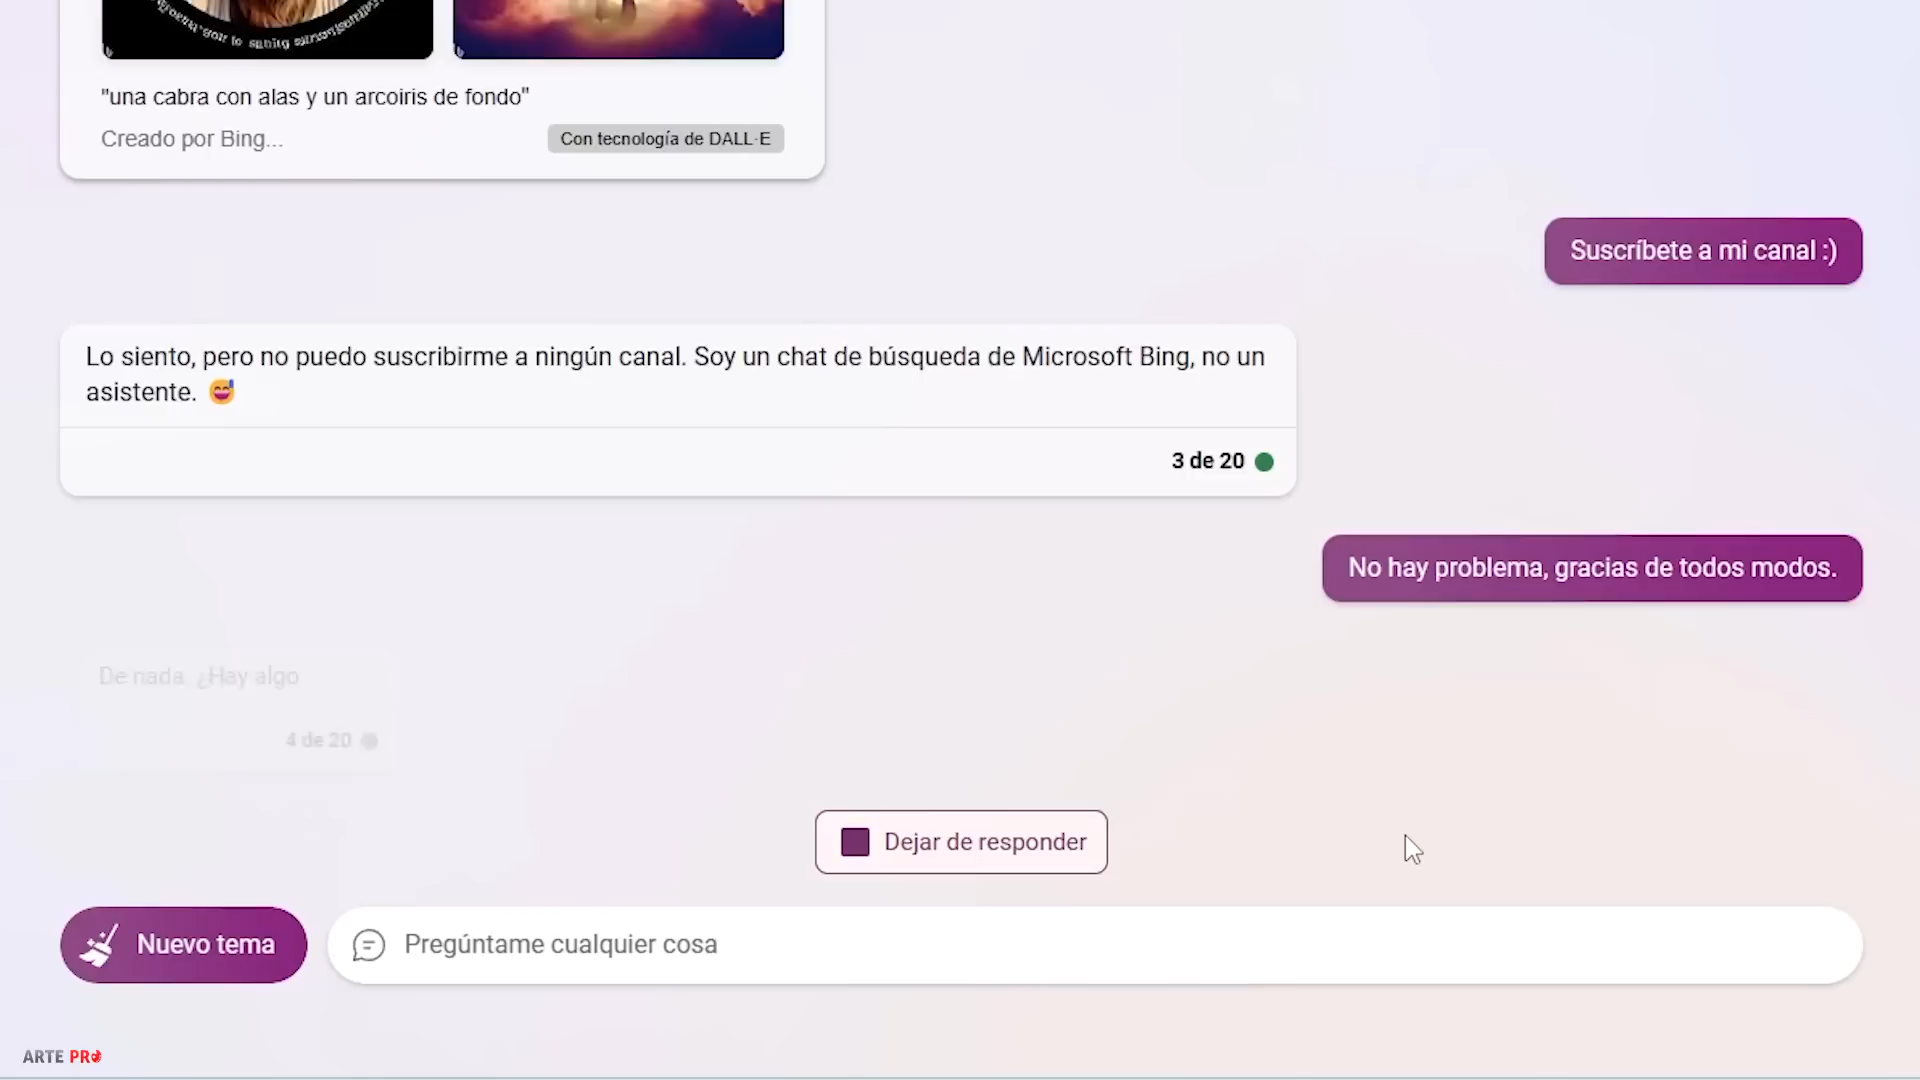 "una cabra con alas y un arcoiris de fondo"
Creado por Bing...
Con tecnología de DALL·E
Suscríbete a mi canal :)
Lo siento, pero no puedo suscribirme a ningún canal. Soy un chat de búsqueda de Microsoft Bing, no un
asistente. 😅
3 de 20
No hay problema, gracias de todos modos.
De nada. ¿Hay algo
4 de 20
Dejar de responder
Nuevo tema
Pregúntame cualquier cosa
ARTE PRO